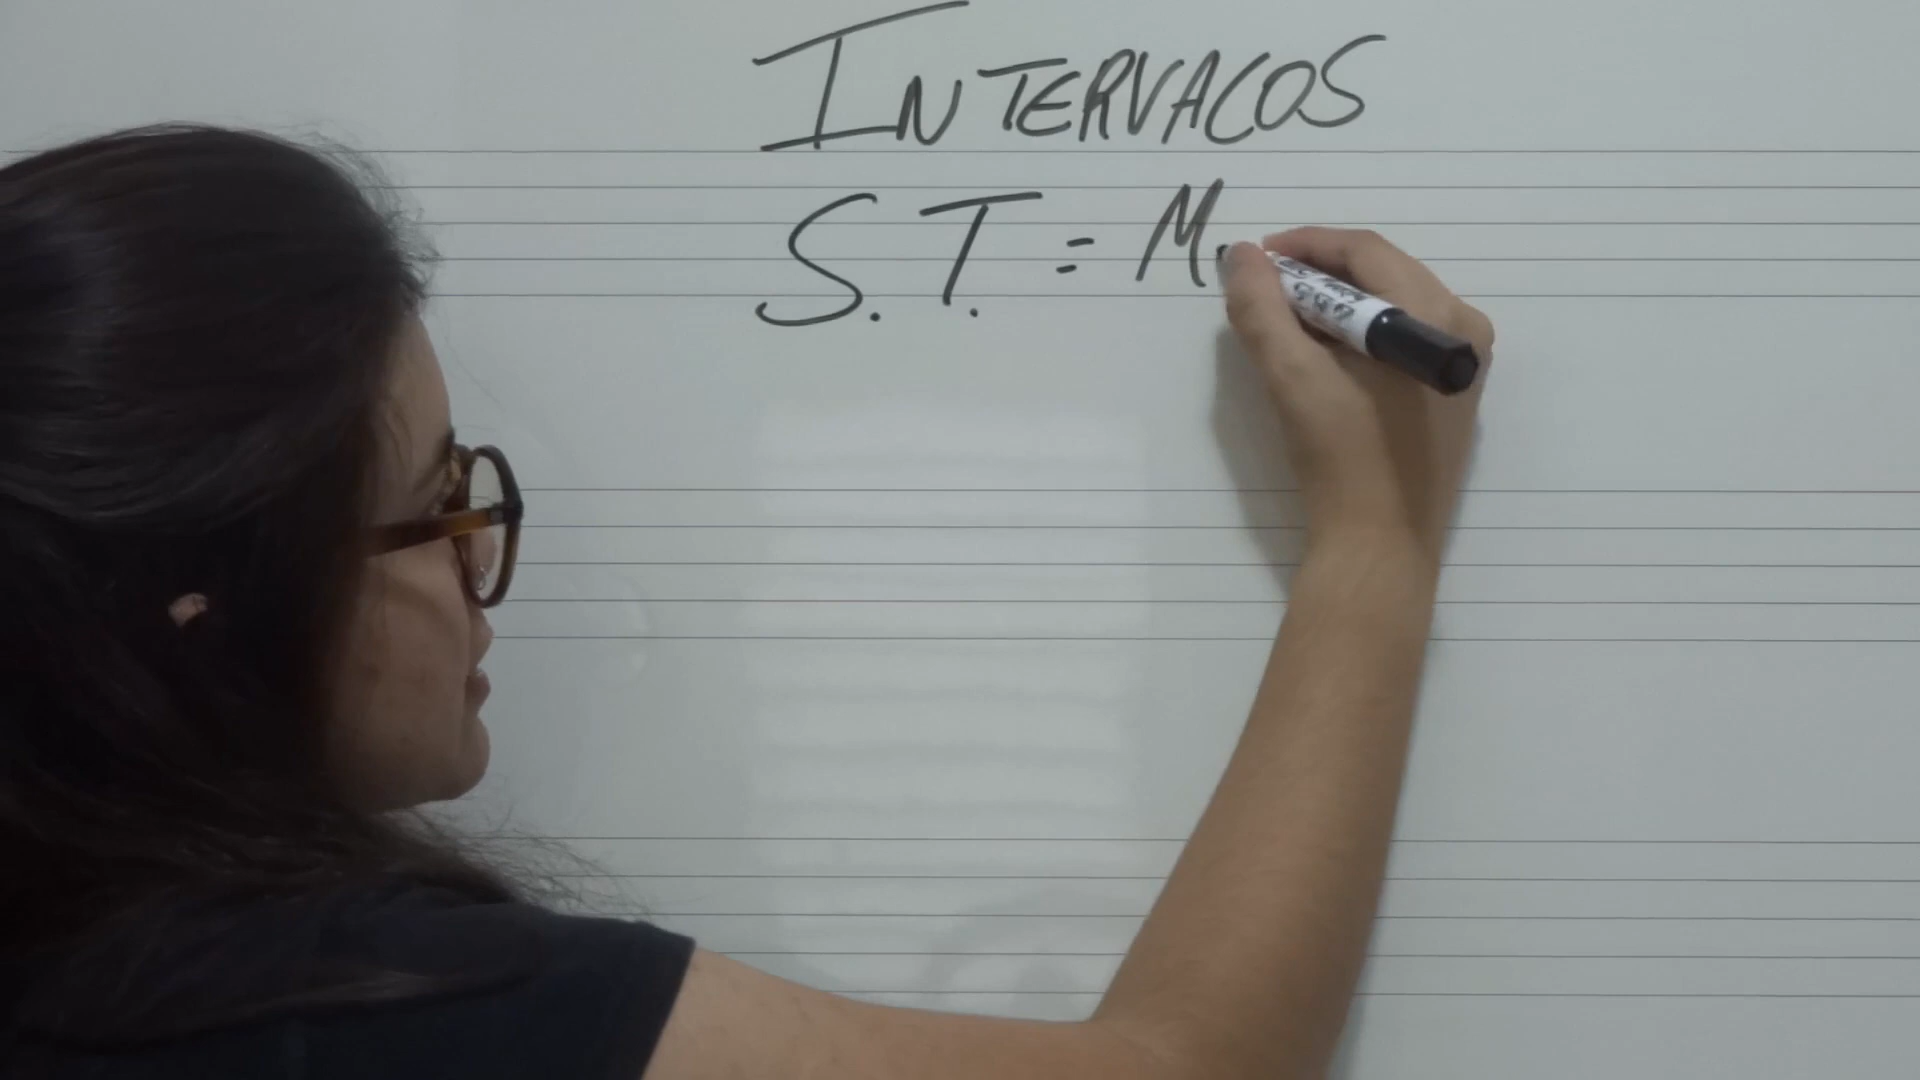 INTERVALOS
S.T. = M